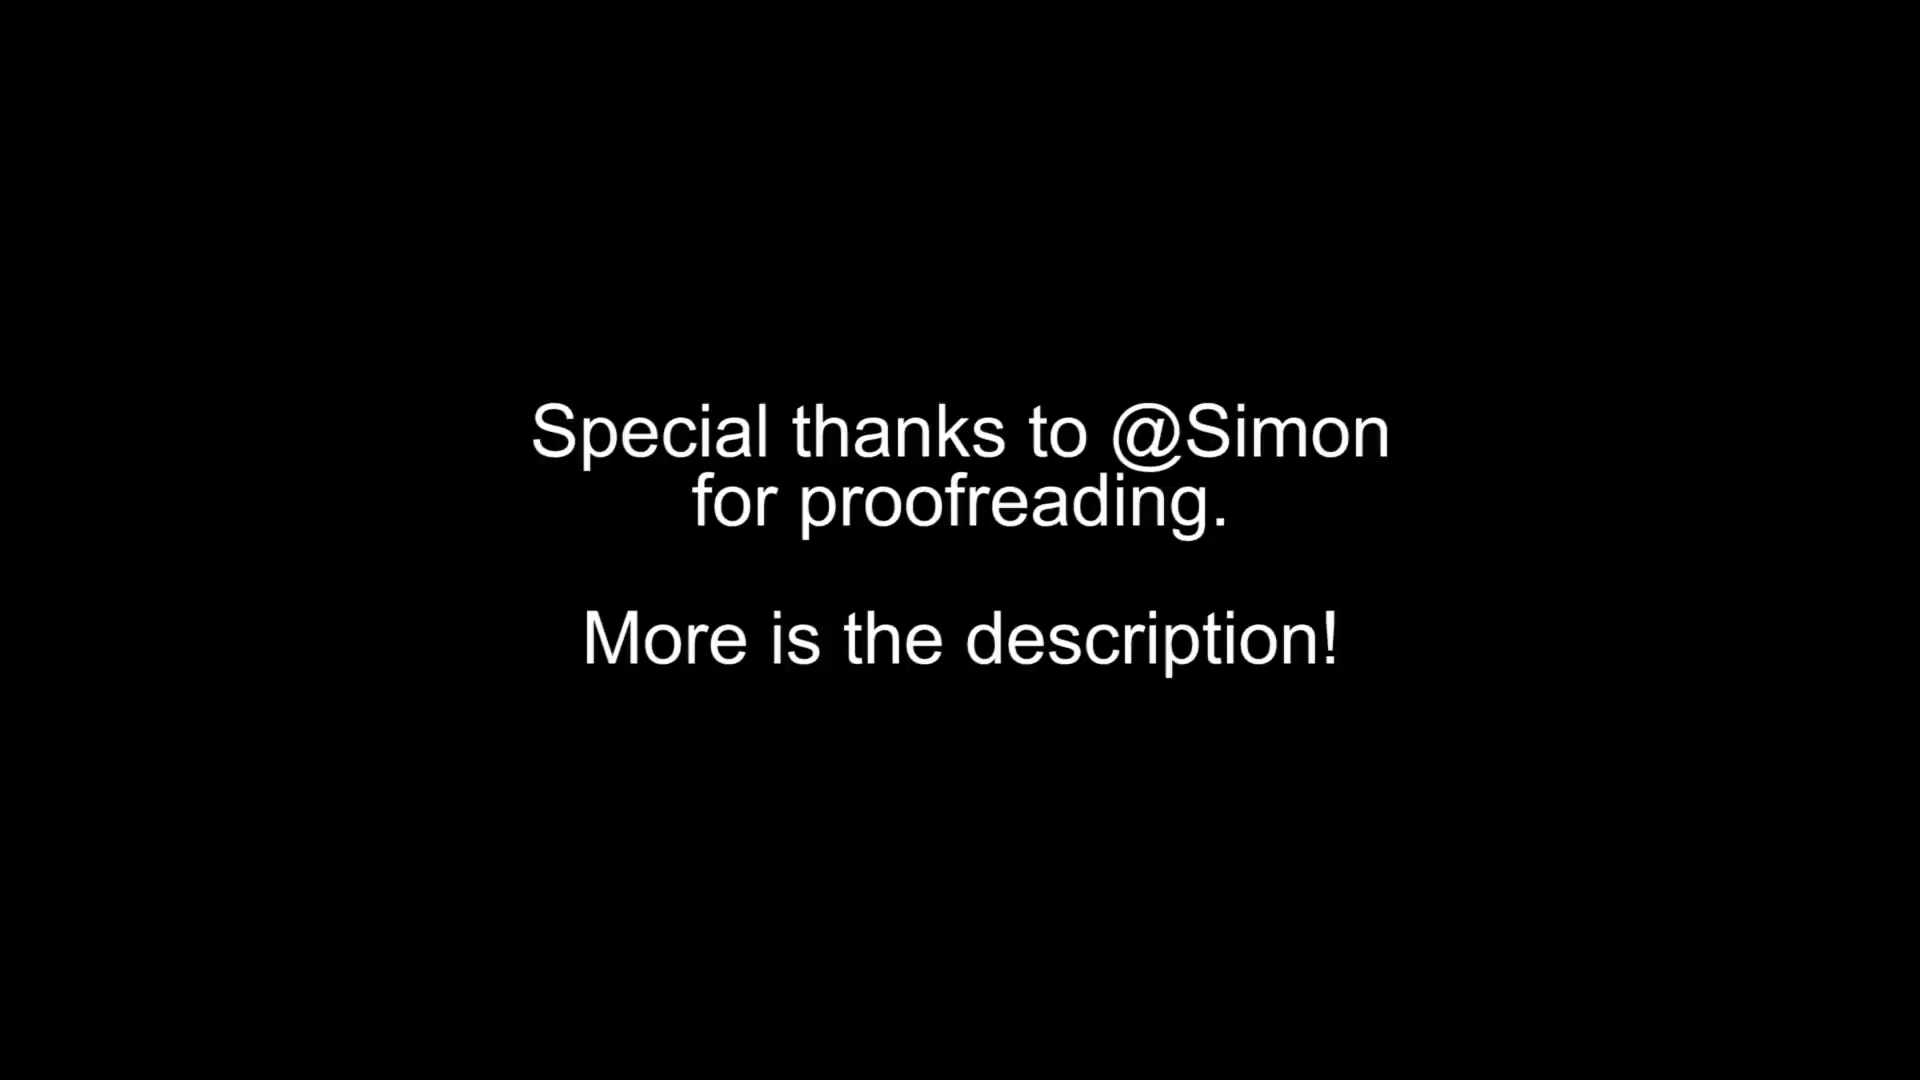 Special thanks to @Simon
for proofreading.
More is the description!